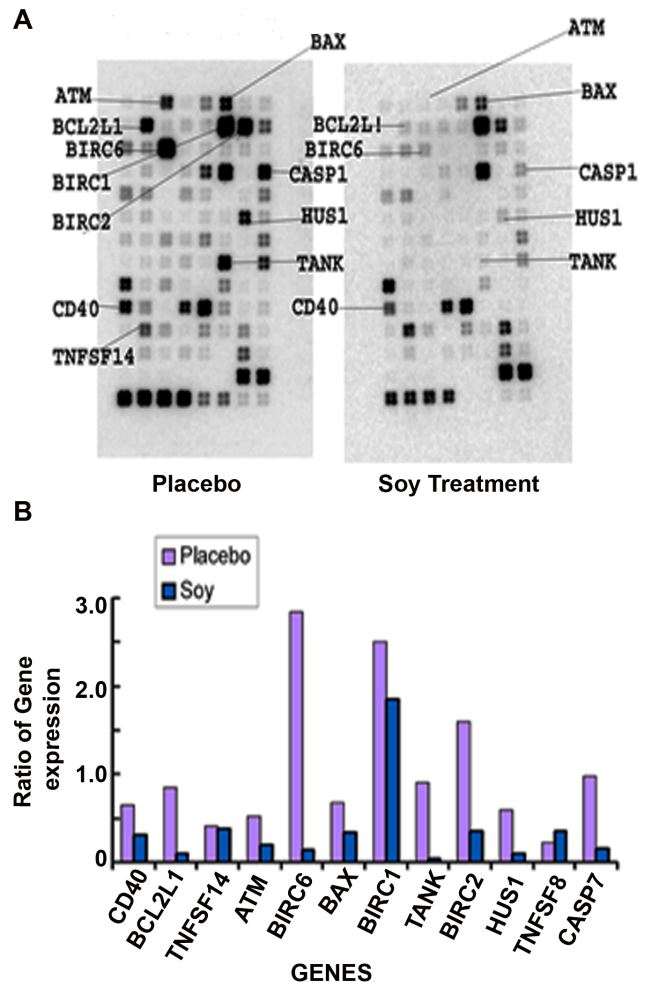 A
BAX
ATM
BCL2L1
BIRC6
BIRC1
BIRC2
CASP1
HUS1
TANK
CD40
TNFSF14
Placebo
ATM
BAX
BCL2L!
BIRC6
CASP1
HUS1
TANK
CD40
Soy Treatment
B
Placebo
Soy
Ratio of Gene
expression
3.0
2.0
1.0
0
CD40
BCL2L1
TNFSF14
ATM
BIRC6
BAX
BIRC1
TANK
BIRC2
HUS1
TNFSF8
CASP7
GENES